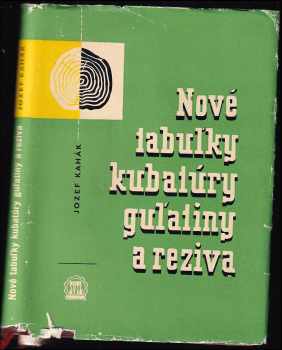 Nové
tabuľky
kubatúry
guľatiny
a reziva
JOZEF KAHÁK
JOZEF KAHÁK
Nové tabuľky kubatúry guľatiny a reziva